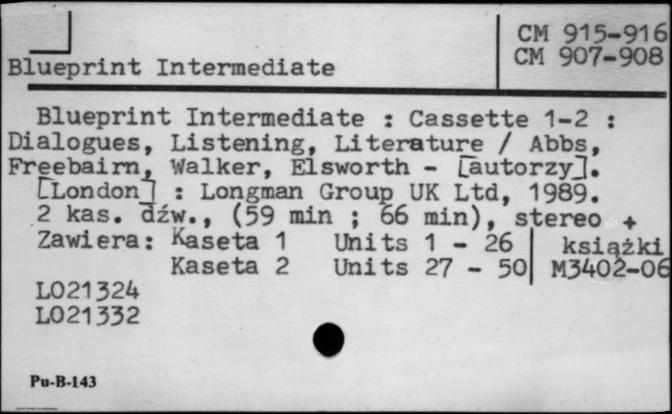 CM 915-916
CM 907-908
Blueprint Intermediate
Blueprint Intermediate : Cassette 1-2 :
Dialogues, Listening, Literature / Abbs,
Freebairn, Walker, Elsworth - [autorzy].
[London] : Longman Group UK Ltd, 1989.
2 kas. dźw., (59 min ; 66 min), stereo +
Zawiera: Kaseta 1 Units 1 - 26 | książki
Kaseta 2 Units 27 - 50 | M3402-06
L021324
L021332
Pu-B-143